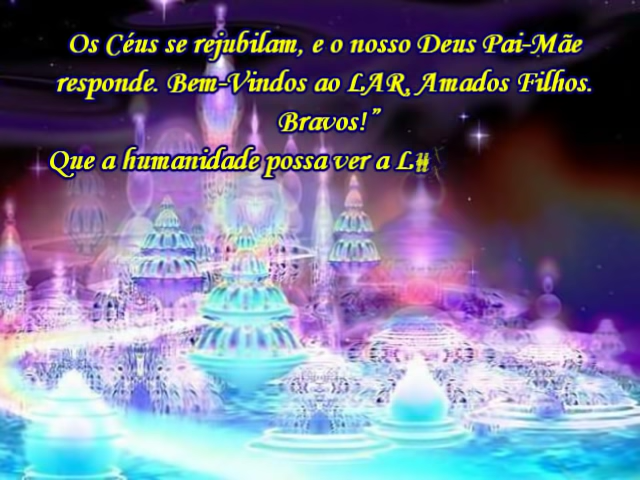 Os Céus se rejubilam, e o nosso Deus Pai-Mãe
responde. Bem-Vindos ao LAR, Amados Filhos.
Bravos!”
Que a humanidade possa ver a